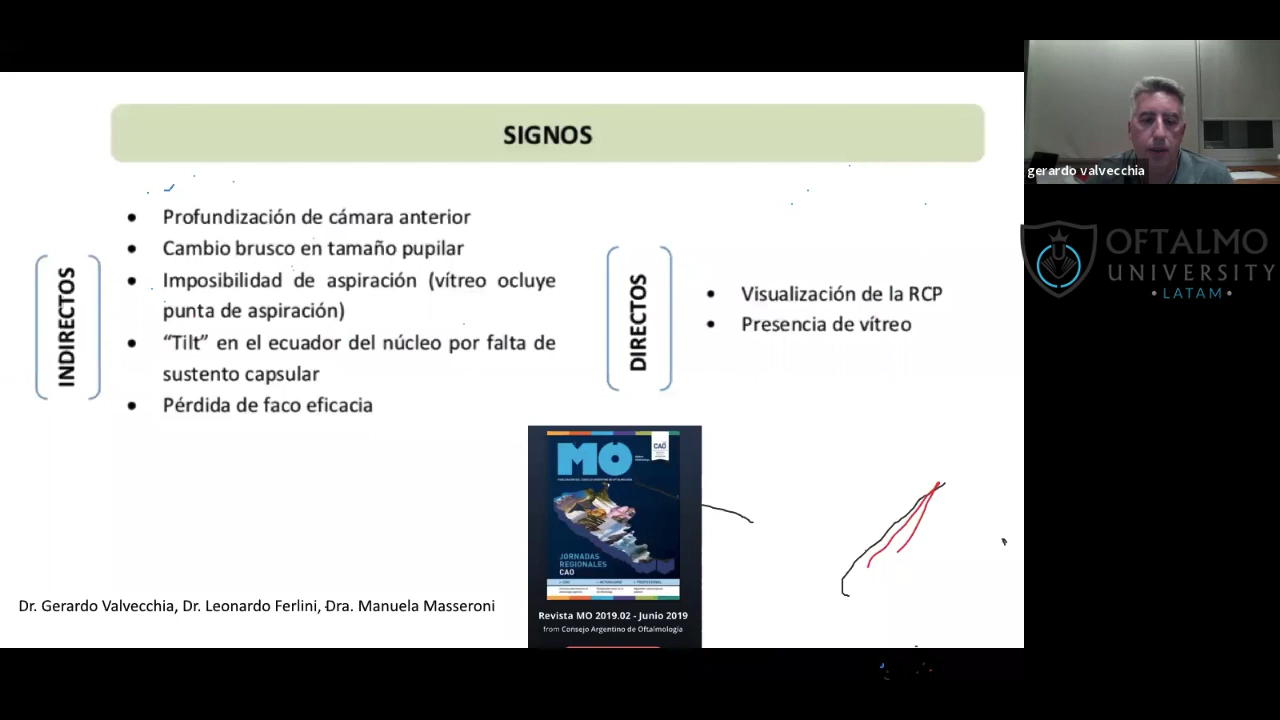 SIGNOS
INDIRECTOS
Profundización de cámara anterior
Cambio brusco en tamaño pupilar
Imposibilidad de aspiración (vítreo ocluye
punta de aspiración)
“Tilt” en el ecuador del núcleo por falta de
sustento capsular
Pérdida de faco eficacia
DIRECTOS
Visualización de la RCP
Presencia de vítreo
MO
CAO
JORNADAS
REGIONALES
CAO
Revista MO 2019.02 - Junio 2019
from Consejo Argentino de Oftalmologia
Dr. Gerardo Valvecchia, Dr. Leonardo Ferlini, Dra. Manuela Masseroni
gerardo valvecchia
OFTALMO
UNIVERSITY
• LATAM •